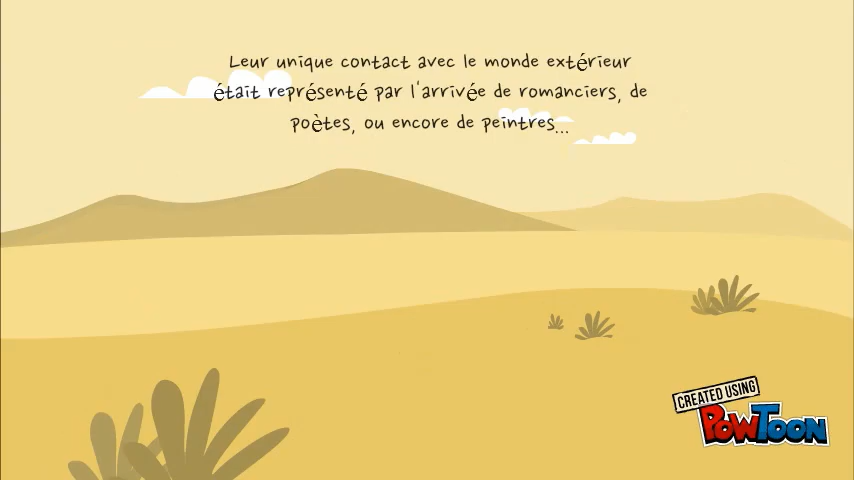 Leur unique contact avec le monde extérieur
était représenté par l'arrivée de romanciers, de
poètes, ou encore de peintres...
CREATED USING
POWTOON